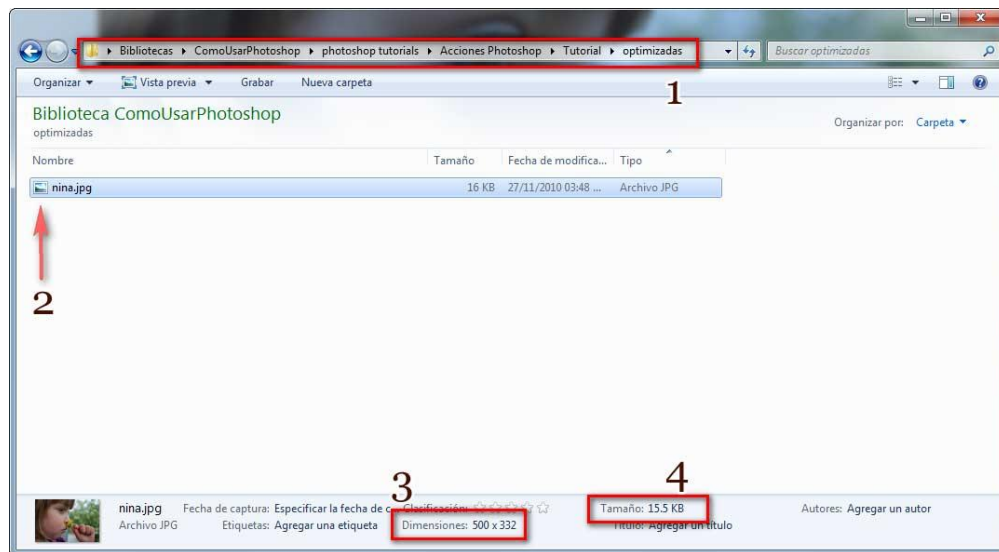 Bibliotecas ▸ ComoUsarPhotoshop ▸ photoshop tutorials ▸ Acciones Photoshop ▸ Tutorial ▸ optimizadas Buscar optimizadas
1
Organizar Vista previa Grabar Nueva carpeta
Biblioteca ComoUsarPhotoshop
optimizadas
Organizar por: Carpeta
Nombre Tamaño Fecha de modifica... Tipo
nina.jpg 16 KB 27/11/2010 03:48 ... Archivo JPG
2
3
4
nina.jpg Fecha de captura: Especificar la fecha de c Clasificación: Tamaño: 15.5 KB Autores: Agregar un autor
Archivo JPG Etiquetas: Agregar una etiqueta Dimensiones: 500 x 332 Título: Agregar un título